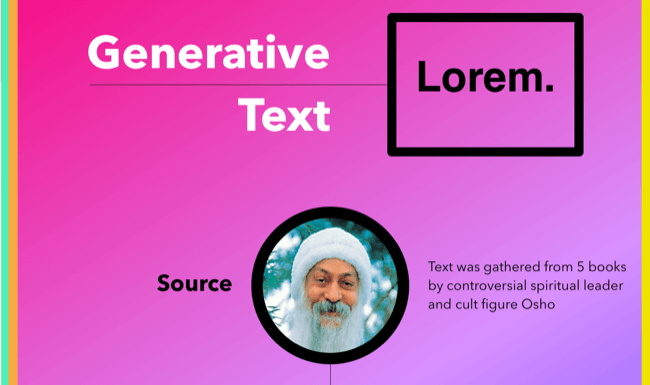 Generative
Text
Lorem.
Source
Text was gathered from 5 books
by controversial spiritual leader
and cult figure Osho